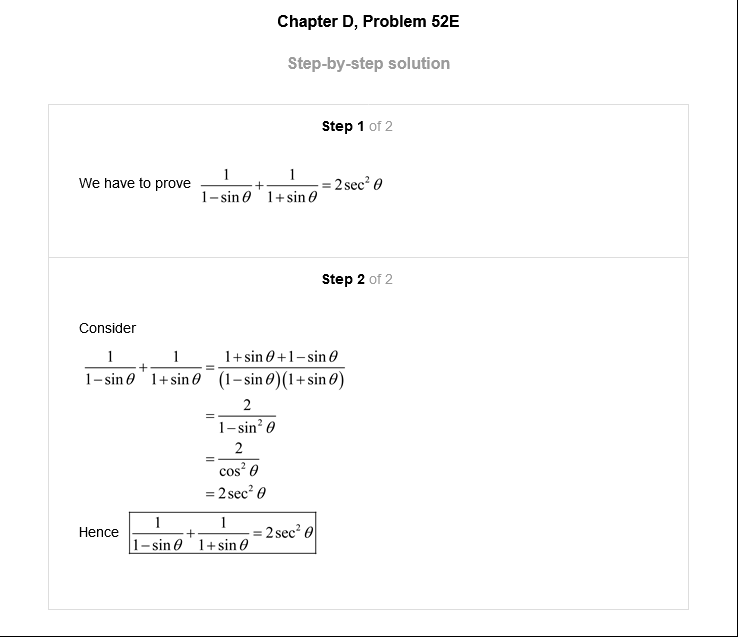 Chapter D, Problem 52E
Step-by-step solution
Step 1 of 2
We have to prove \frac{1}{1-\sin\theta}+\frac{1}{1+\sin\theta}=2\sec^2\theta
Step 2 of 2
Consider
\frac{1}{1-\sin\theta}+\frac{1}{1+\sin\theta}=\frac{1+\sin\theta+1-\sin\theta}{(1-\sin\theta)(1+\sin\theta)}
=\frac{2}{1-\sin^2\theta}
=\frac{2}{\cos^2\theta}
=2\sec^2\theta
Hence \frac{1}{1-\sin\theta}+\frac{1}{1+\sin\theta}=2\sec^2\theta